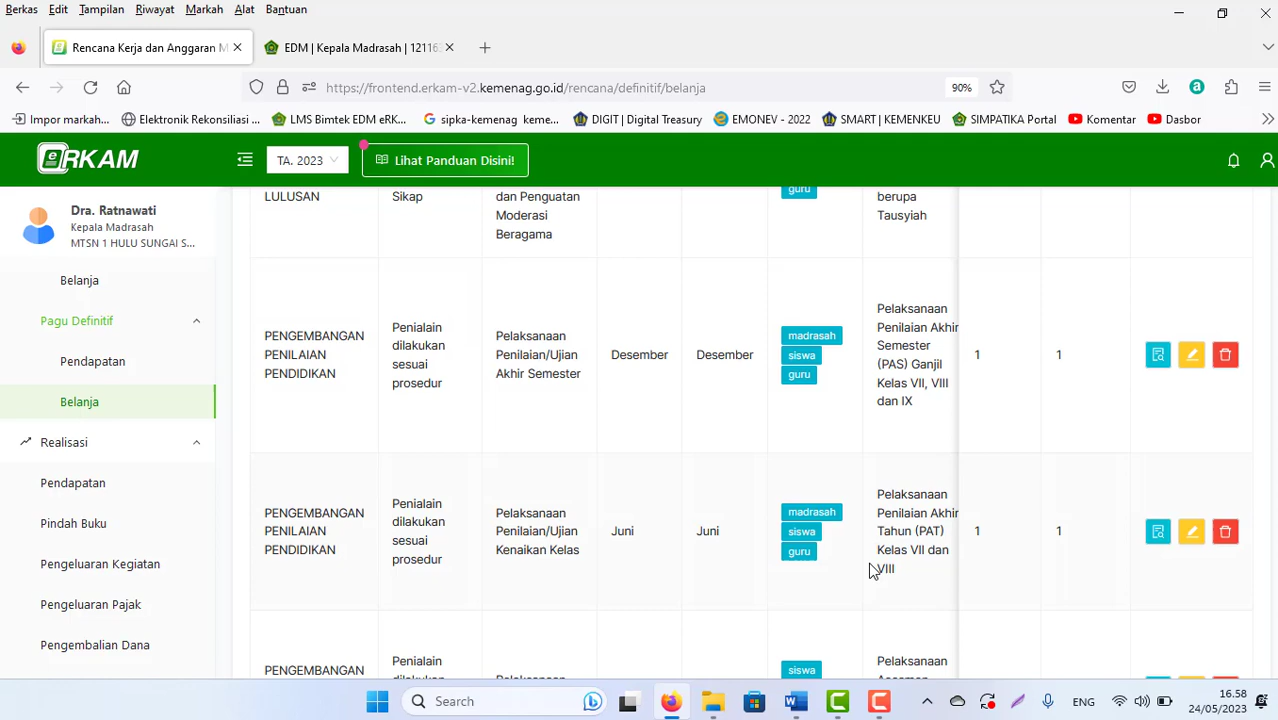 Berkas Edit Tampilan Riwayat Markah Alat Bantuan
Rencana Kerja dan Anggaran M
EDM | Kepala Madrasah | 12116
https://frontend.erkam-v2.kemenag.go.id/rencana/definitif/belanja
90%
Impor markah...
Elektronik Rekonsiliasi ...
LMS Bimtek EDM eRK...
sipka-kemenag keme...
DIGIT | Digital Treasury
EMONEV - 2022
SMART | KEMENKEU
SIMPATIKA Portal
Komentar
Dasbor
eRKAM
TA. 2023
Lihat Panduan Disini!
Dra. Ratnawati
Kepala Madrasah
MTSN 1 HULU SUNGAI S...
Belanja
Pagu Definitif
Pendapatan
Belanja
Realisasi
Pendapatan
Pindah Buku
Pengeluaran Kegiatan
Pengeluaran Pajak
Pengembalian Dana
LULUSAN
Sikap
dan Penguatan
Moderasi
Beragama
guru
berupa
Tausyiah
PENGEMBANGAN
PENILAIAN
PENDIDIKAN
Penialain
dilakukan
sesuai
prosedur
Pelaksanaan
Penilaian/Ujian
Akhir Semester
Desember
Desember
madrasah
siswa
guru
Pelaksanaan
Penilaian Akhir
Semester
(PAS) Ganjil
Kelas VII, VIII
dan IX
1
1
PENGEMBANGAN
PENILAIAN
PENDIDIKAN
Penialain
dilakukan
sesuai
prosedur
Pelaksanaan
Penilaian/Ujian
Kenaikan Kelas
Juni
Juni
madrasah
siswa
guru
Pelaksanaan
Penilaian Akhir
Tahun (PAT)
Kelas VII dan
VIII
1
1
PENGEMBANGAN
Penialain
dilakukan
Pelaksanaan
siswa
Pelaksanaan
Asesmen
Search
ENG
16.58
24/05/2023